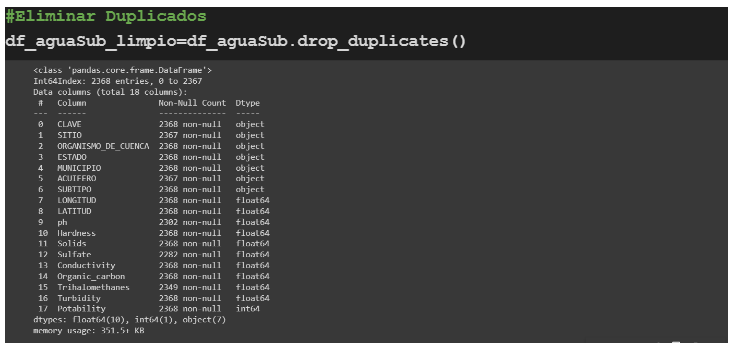 #Eliminar Duplicados
df_aguaSub_limpio=df_aguaSub.drop_duplicates()
<class 'pandas.core.frame.DataFrame'>
Int64Index: 2368 entries, 0 to 2367
Data columns (total 18 columns):
#   Column              Non-Null Count  Dtype
---  ------              --------------  -----
0   CLAVE               2368 non-null   object
1   SITIO               2367 non-null   object
2   ORGANISMO_DE_CUENCA 2368 non-null   object
3   ESTADO              2368 non-null   object
4   MUNICIPIO           2368 non-null   object
5   ACUIFERO            2367 non-null   object
6   SUBTIPO             2368 non-null   object
7   LONGITUD            2368 non-null   float64
8   LATITUD             2368 non-null   float64
9   ph                  2302 non-null   float64
10  Hardness            2368 non-null   float64
11  Solids              2368 non-null   float64
12  Sulfate             2282 non-null   float64
13  Conductivity        2368 non-null   float64
14  Organic_carbon      2368 non-null   float64
15  Trihalomethanes     2349 non-null   float64
16  Turbidity           2368 non-null   float64
17  Potability          2368 non-null   int64
dtypes: float64(10), int64(1), object(7)
memory usage: 351.5+ KB